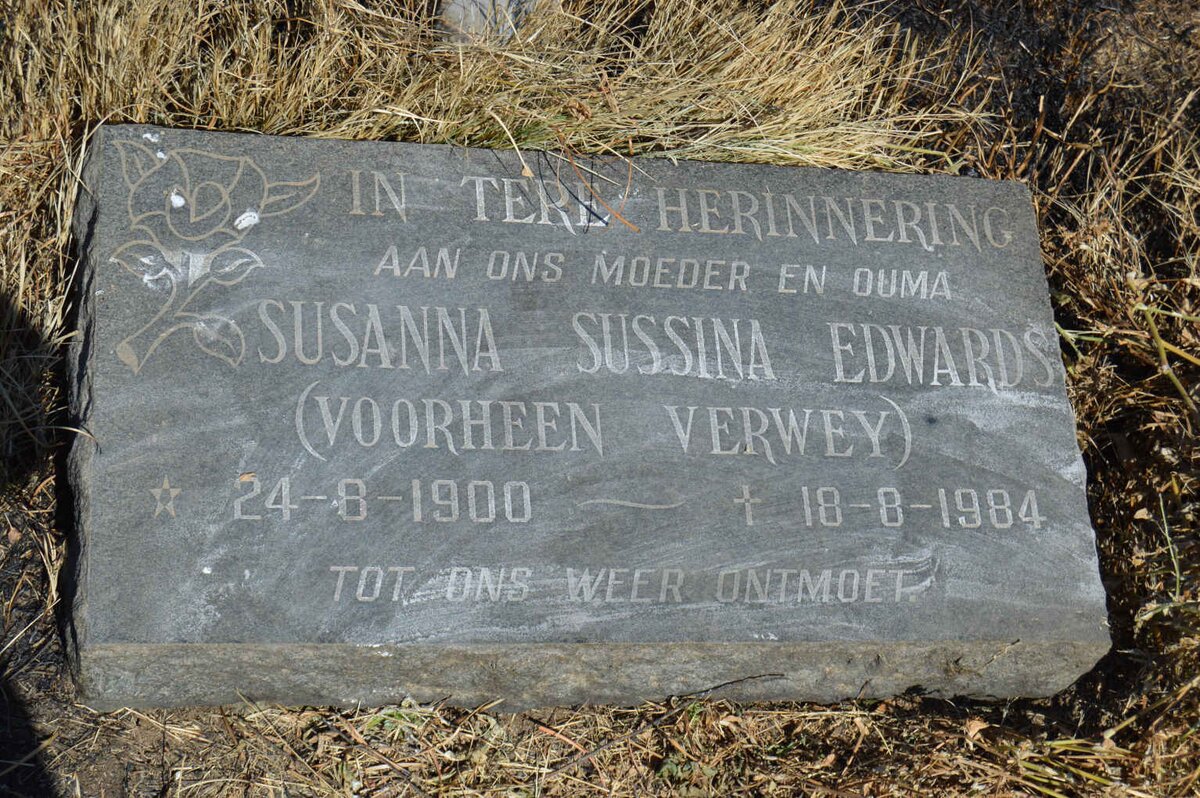 IN TERE HERINNERING
AAN ONS MOEDER EN OUMA
SUSANNA SUSSINA EDWARDS
(VOORHEEN VERWEY)
24-8-1900 ~ † 18-8-1984
TOT ONS WEER ONTMOET.